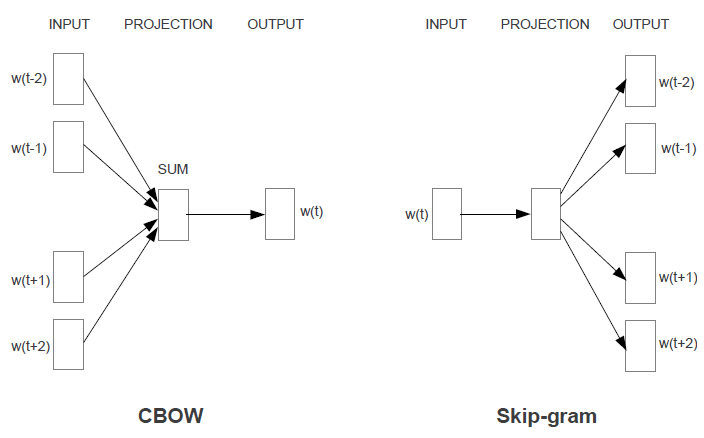 INPUT PROJECTION OUTPUT
w(t-2)
w(t-1)
SUM
w(t)
w(t+1)
w(t+2)
CBOW
INPUT PROJECTION OUTPUT
w(t-2)
w(t-1)
w(t)
w(t+1)
w(t+2)
Skip-gram